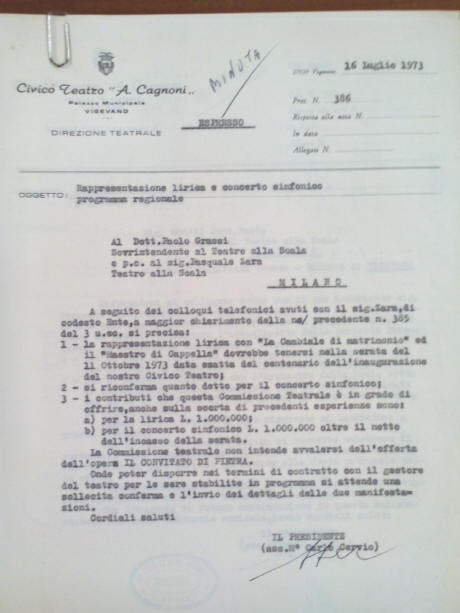 MINUTA
Civico Teatro "A. Cagnoni"
Palazzo Municipale
VIGEVANO
DIREZIONE TEATRALE
ESPRESSO
27029 Vigevano, 16 Luglio 1973
Prot. N. 386
Risposta alla nota N.
In data
Allegati N.
OGGETTO: Rappresentazione lirica e concerto sinfonico
programma regionale
Al Dott.Paolo Grassi
Sovrintendente al Teatro alla Scala
e p.c. al sig.Pasquale Zara
Teatro alla Scala
MILANO
A seguito dei colloqui telefonici avuti con il sig.Zara,di
codesto Ente,a maggior chiarimento della ns/ precedente n. 385
del 3 u.sc. si precisa:
1 - la rappresentazione lirica con "La Cambiale di matrimonio" ed
il "Maestro di Cappella" dovrebbe tenersi nella serata del
11 Ottobre 1973 data esatta del centenario dell'inaugurazione
del nostro Civico Teatro;
2 - si riconferma quanto detto per il concerto sinfonico;
3 - i contributi che questa Commissione Teatrale è in grado di
offrire,anche sulla scorta di precedenti esperienze sono:
a) per la lirica L. 1.000.000;
b) per il concerto sinfonico L. 1.000.000 oltre il netto
dell'incasso della serata.
La Commissione teatrale non intende avvalersi dell'offerta
dell'opera IL CONVITATO DI PIETRA.
Onde poter disporre nei termini di contratto con il gestore
del teatro per le sere stabilite in programma si attende una
sollecita conferma e l'invio dei dettagli delle due manifesta-
zioni.
Cordiali saluti
IL PRESIDENTE
(ass.M° Carlo Cervio)